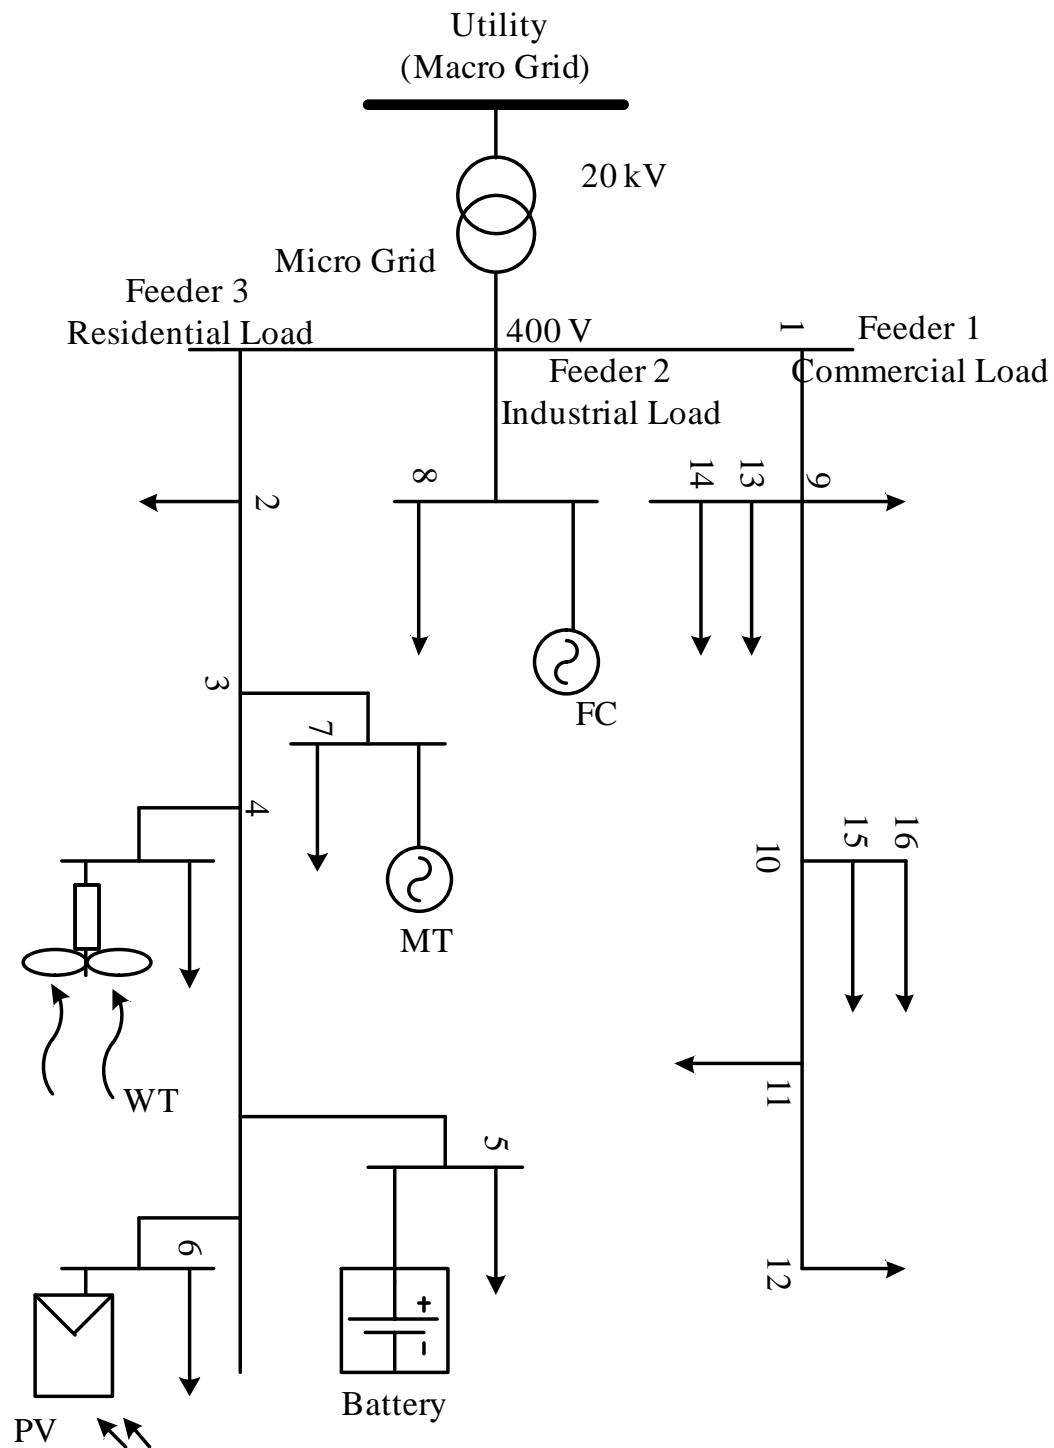 Utility
(Macro Grid)
20 kV
Micro Grid
Feeder 3
Residential Load
400 V
1
Feeder 1
Commercial Load
Feeder 2
Industrial Load
8
14
13
9
2
3
FC
7
4
15
16
10
MT
WT
11
5
6
12
+
-
Battery
PV